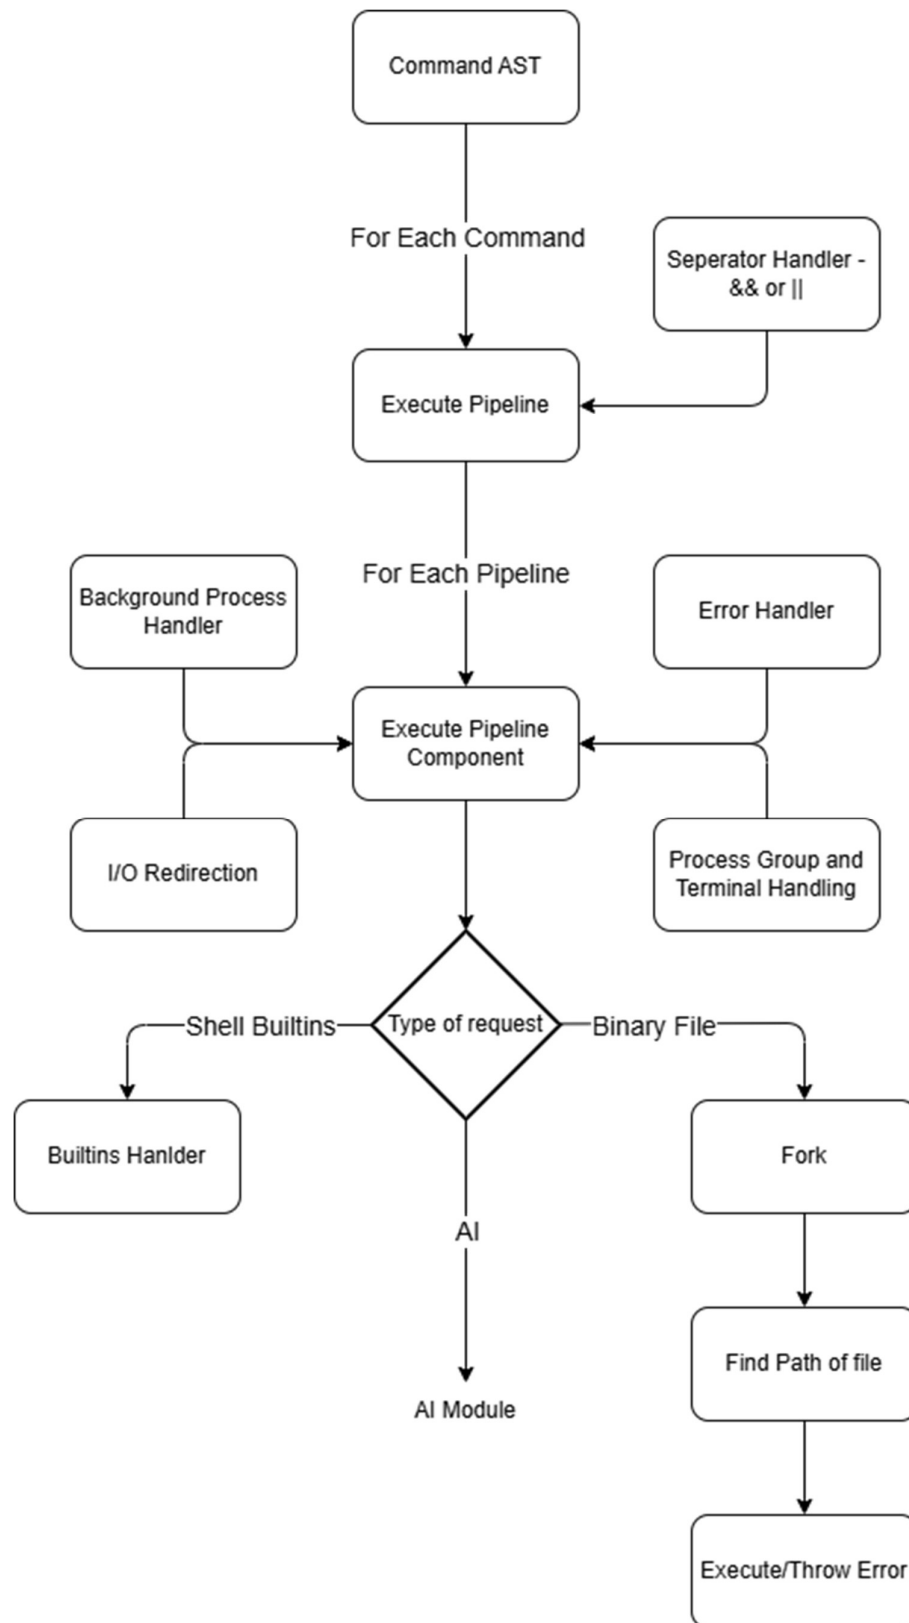 Command AST
For Each Command
Seperator Handler -
&& or ||
Execute Pipeline
For Each Pipeline
Background Process
Handler
Error Handler
Execute Pipeline
Component
I/O Redirection
Process Group and
Terminal Handling
Shell Builtins
Type of request
Binary File
Builtins Hanlder
Fork
AI
Find Path of file
AI Module
Execute/Throw Error